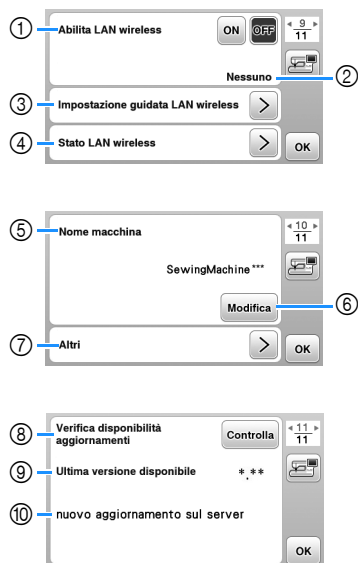 ① Abilita LAN wireless ON OFF 9
11
Nessuno ②
③ Impostazione guidata LAN wireless >
④ Stato LAN wireless > OK
⑤ Nome macchina 10
11
SewingMachine***
Modifica ⑥
⑦ Altri > OK
⑧ Verifica disponibilità
aggiornamenti Controlla 11
11
⑨ Ultima versione disponibile *.**
⑩ nuovo aggiornamento sul server
OK